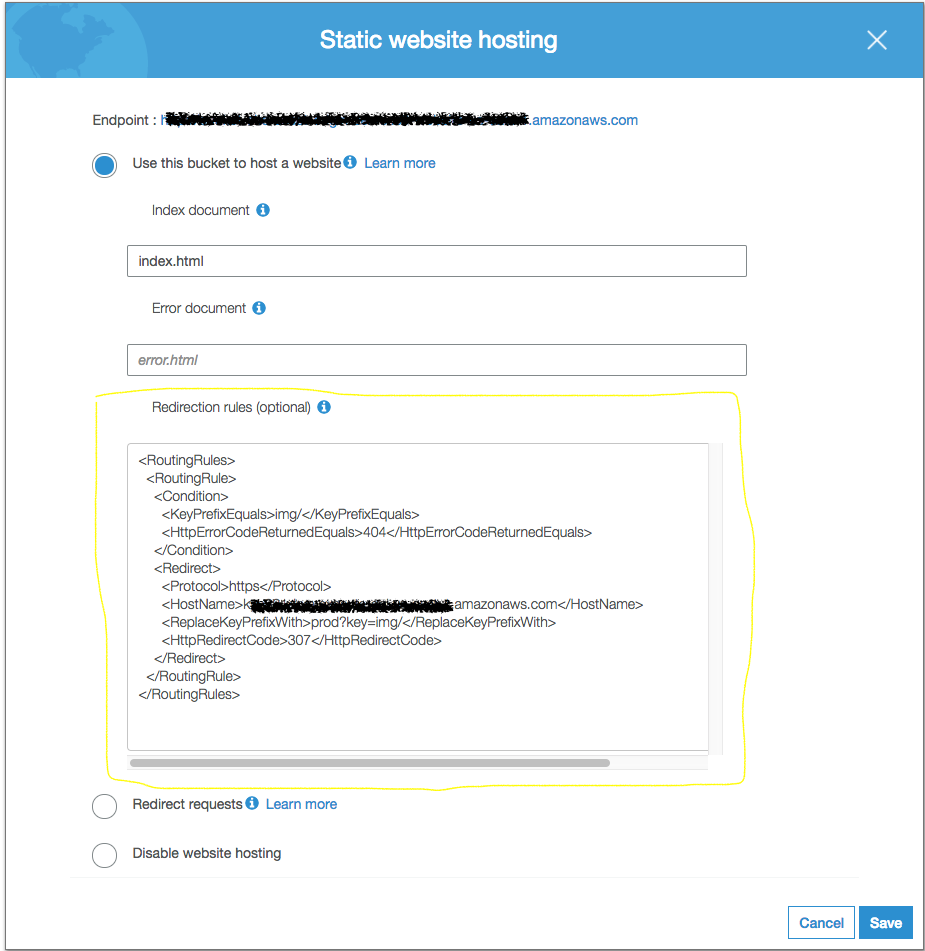 Static website hosting
Endpoint : .amazonaws.com
Use this bucket to host a website Learn more
Index document
index.html
Error document
error.html
Redirection rules (optional)
<RoutingRules>
<RoutingRule>
<Condition>
<KeyPrefixEquals>img/</KeyPrefixEquals>
<HttpErrorCodeReturnedEquals>404</HttpErrorCodeReturnedEquals>
</Condition>
<Redirect>
<Protocol>https</Protocol>
<HostName> amazonaws.com</HostName>
<ReplaceKeyPrefixWith>prod?key=img/</ReplaceKeyPrefixWith>
<HttpRedirectCode>307</HttpRedirectCode>
</Redirect>
</RoutingRule>
</RoutingRules>
Redirect requests Learn more
Disable website hosting
Cancel Save